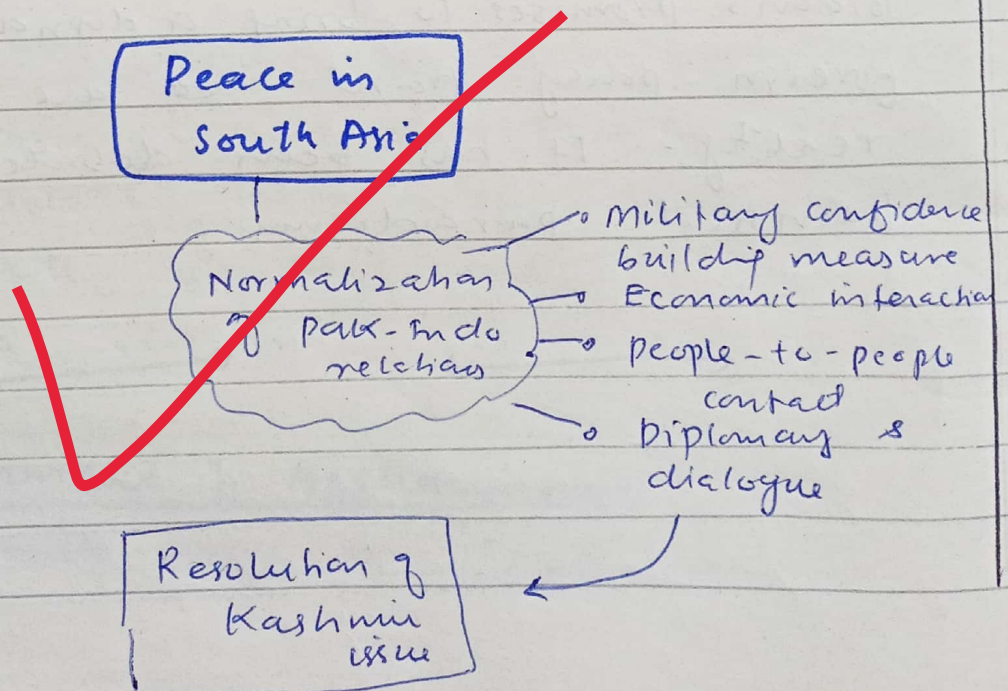 Peace in
South Asia
Normalization
of Pak-Indo
relations
Military confidence
building measure
Economic interaction
people-to-people
contact
Diplomacy &
dialogue
Resolution of
Kashmir
issue